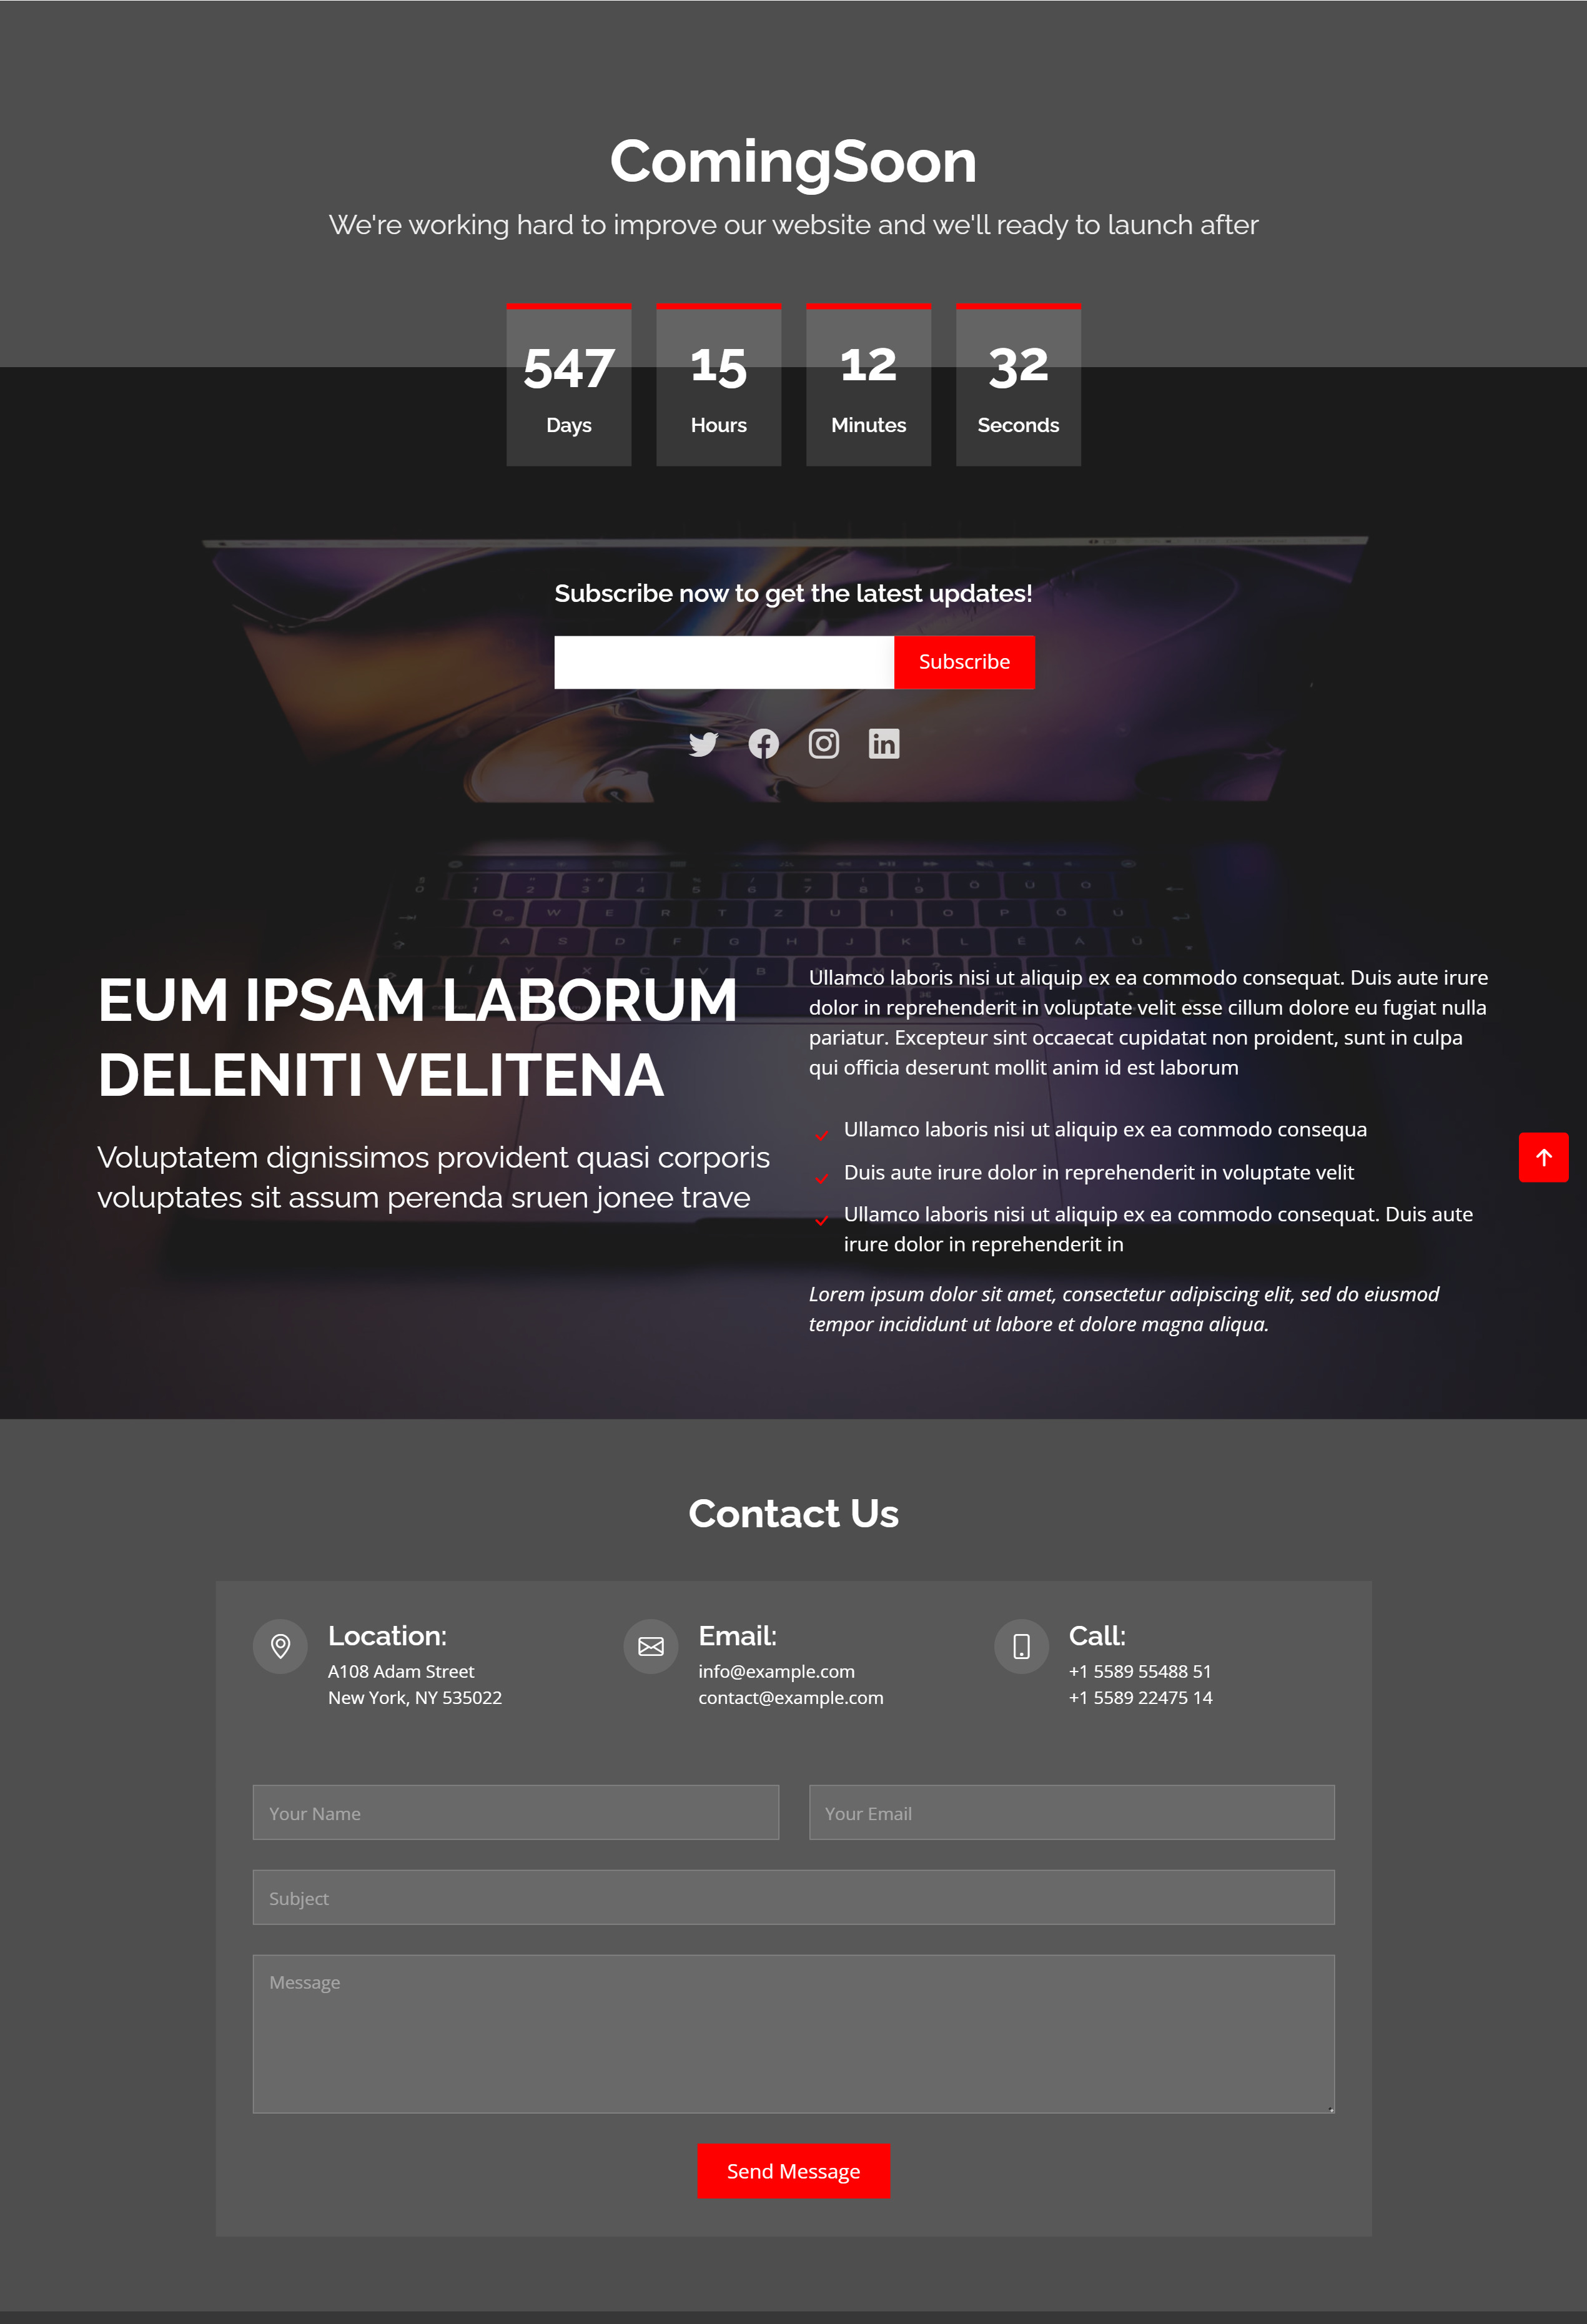 ComingSoon
We're working hard to improve our website and we'll ready to launch after
547 15 12 32
Days Hours Minutes Seconds
Subscribe now to get the latest updates!
Subscribe
EUM IPSAM LABORUM
DELENITI VELITENA
Voluptatem dignissimos provident quasi corporis
voluptates sit assum perenda sruen jonee trave
Ullamco laboris nisi ut aliquip ex ea commodo consequat. Duis aute irure
dolor in reprehenderit in voluptate velit esse cillum dolore eu fugiat nulla
pariatur. Excepteur sint occaecat cupidatat non proident, sunt in culpa
qui officia deserunt mollit anim id est laborum
Ullamco laboris nisi ut aliquip ex ea commodo consequa
Duis aute irure dolor in reprehenderit in voluptate velit
Ullamco laboris nisi ut aliquip ex ea commodo consequat. Duis aute
irure dolor in reprehenderit in
Lorem ipsum dolor sit amet, consectetur adipiscing elit, sed do eiusmod
tempor incididunt ut labore et dolore magna aliqua.
Contact Us
Location:
A108 Adam Street
New York, NY 535022
Email:
info@example.com
contact@example.com
Call:
+1 5589 55488 51
+1 5589 22475 14
Your Name
Your Email
Subject
Message
Send Message